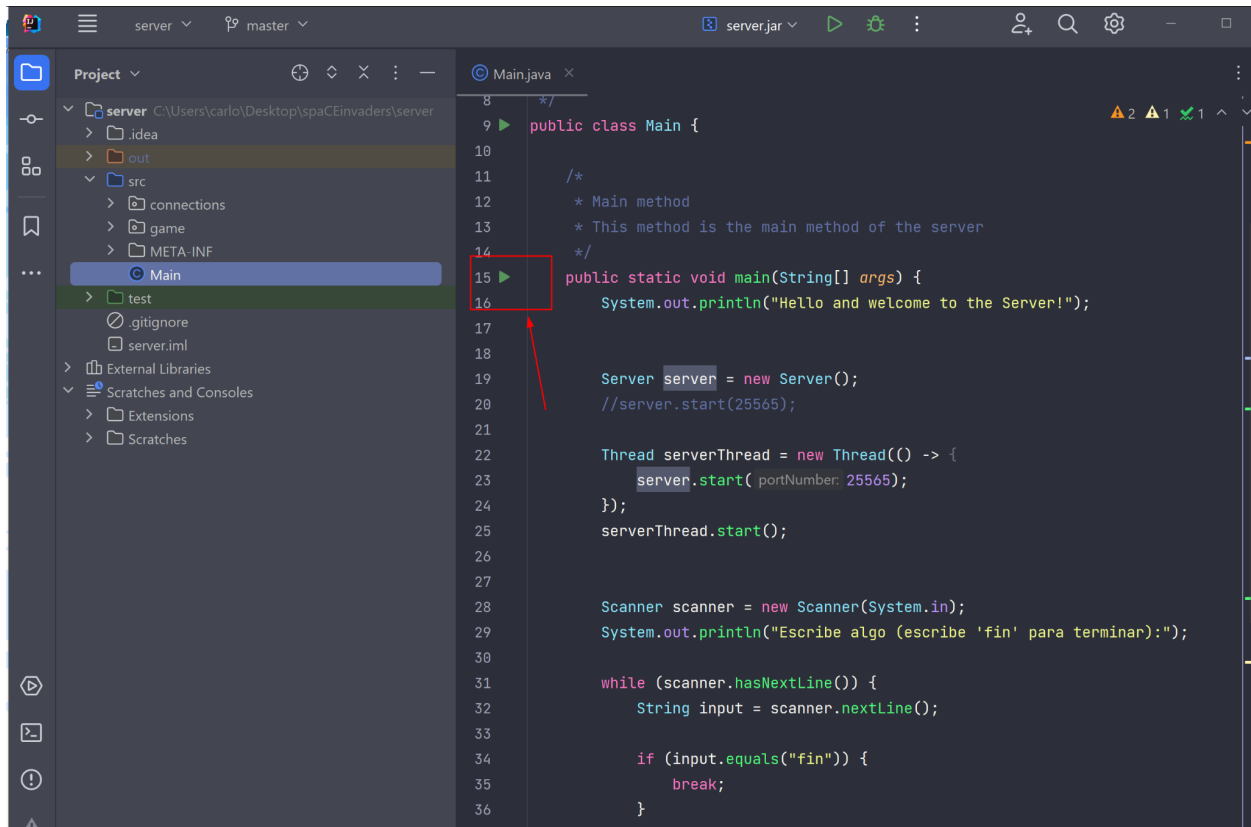 server master server.jar
Project
Main.java
server C:\Users\carlo\Desktop\spaCEinvaders\server
.idea
out
src
connections
game
META-INF
Main
test
.gitignore
server.iml
External Libraries
Scratches and Consoles
Extensions
Scratches
2 1 1
8 */
9 public class Main {
10
11 /*
12 * Main method
13 * This method is the main method of the server
14 */
15 public static void main(String[] args) {
16 System.out.println("Hello and welcome to the Server!");
17
18
19 Server server = new Server();
20 //server.start(25565);
21
22 Thread serverThread = new Thread(() -> {
23 server.start( portNumber: 25565);
24 });
25 serverThread.start();
26
27
28 Scanner scanner = new Scanner(System.in);
29 System.out.println("Escribe algo (escribe 'fin' para terminar):");
30
31 while (scanner.hasNextLine()) {
32 String input = scanner.nextLine();
33
34 if (input.equals("fin")) {
35 break;
36 }